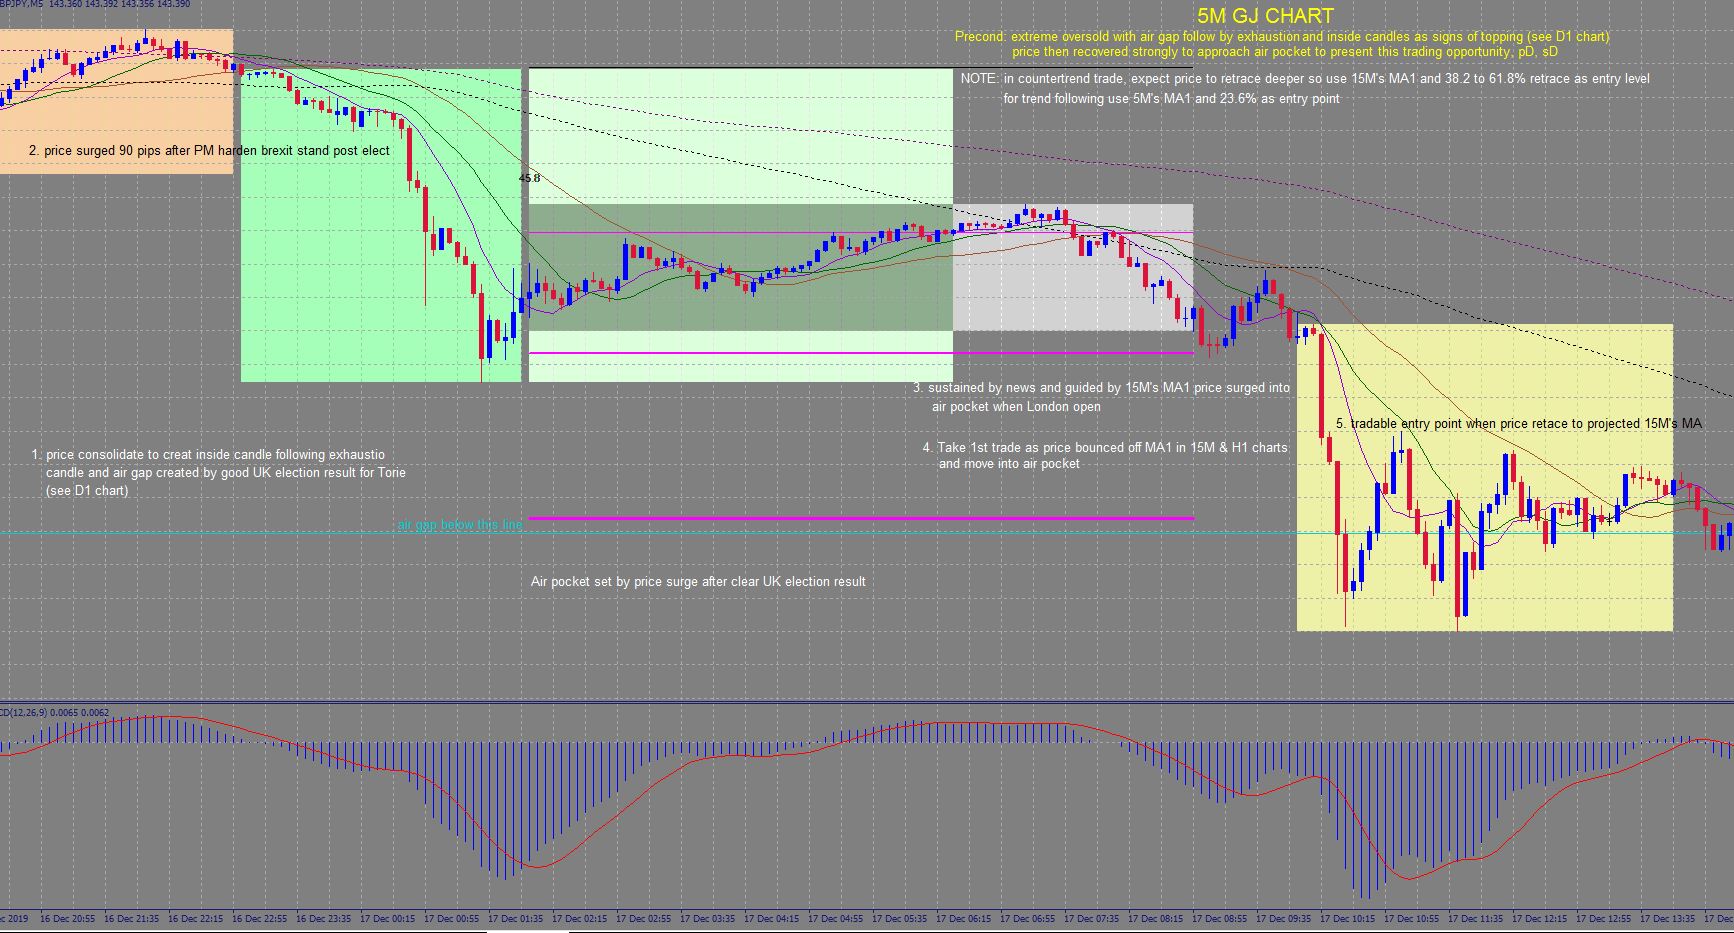 BPJPY,M5 143.360 143.392 143.356 143.390
5M GJ CHART
Precond: extreme oversold with air gap follow by exhaustion and inside candles as signs of topping (see D1 chart)
price then recovered strongly to approach air pocket to present this trading opportunity, pD, sD
NOTE: in countertrend trade, expect price to retrace deeper so use 15M's MA1 and 38.2 to 61.8% retrace as entry level
for trend following use 5M's MA1 and 23.6% as entry point
2. price surged 90 pips after PM harden brexit stand post elect
45.8
3. sustained by news and guided by 15M's MA1 price surged into
air pocket when London open
5. tradable entry point when price retace to projected 15M's MA
4. Take 1st trade as price bounced off MA1 in 15M & H1 charts
and move into air pocket
1. price consolidate to creat inside candle following exhaustio
candle and air gap created by good UK election result for Torie
(see D1 chart)
air gap below this line
Air pocket set by price surge after clear UK election result
CD(12,26,9) 0.0065 0.0062
ec 2019 16 Dec 20:55 16 Dec 21:35 16 Dec 22:15 16 Dec 22:55 16 Dec 23:35 17 Dec 00:15 17 Dec 00:55 17 Dec 01:35 17 Dec 02:15 17 Dec 02:55 17 Dec 03:35 17 Dec 04:15 17 Dec 04:55 17 Dec 05:35 17 Dec 06:15 17 Dec 06:55 17 Dec 07:35 17 Dec 08:15 17 Dec 08:55 17 Dec 09:35 17 Dec 10:15 17 Dec 10:55 17 Dec 11:35 17 Dec 12:15 17 Dec 12:55 17 Dec 13:35 17 Dec